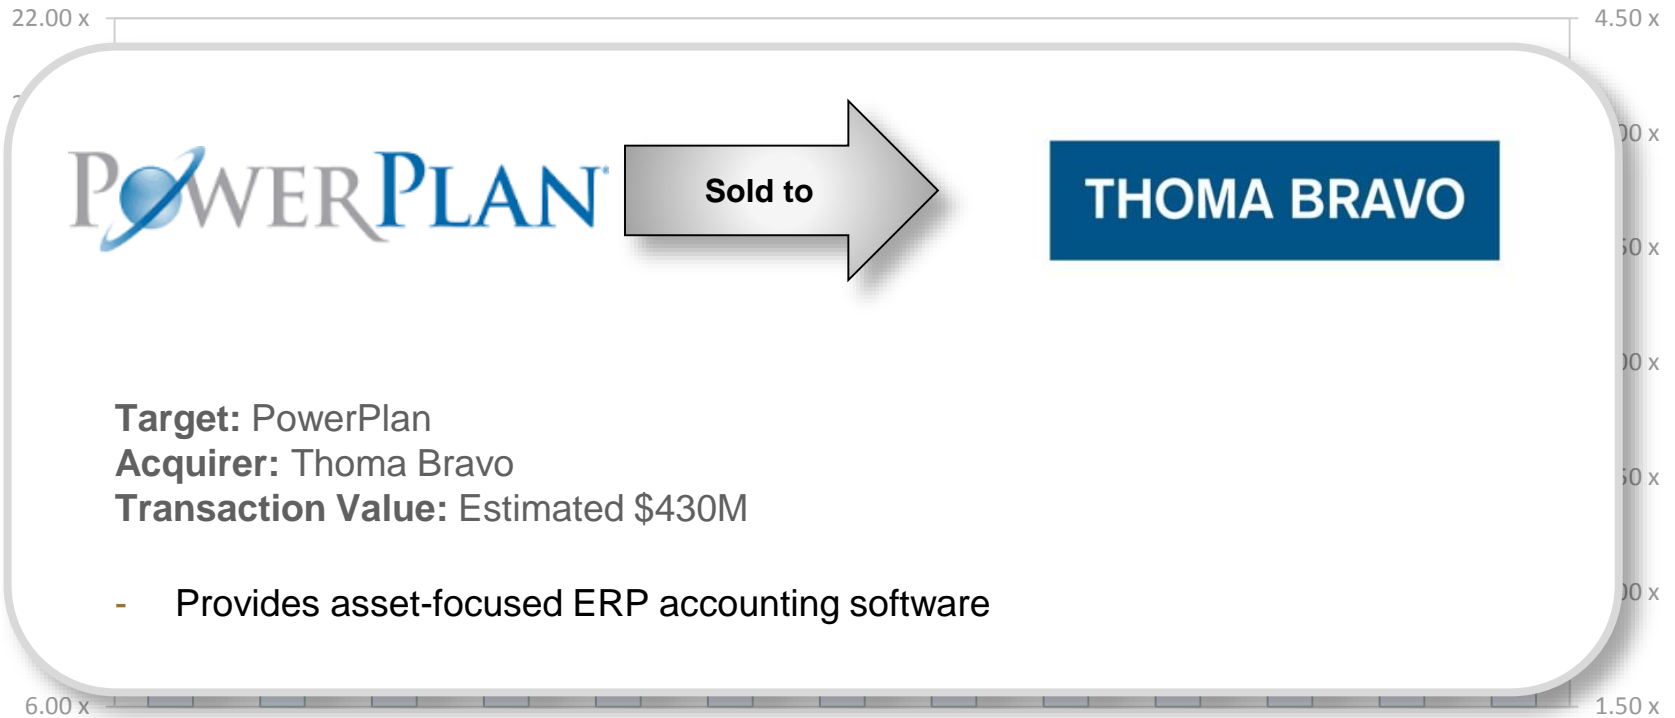 22.00 x
4.50 x
POWERPLAN
Sold to
THOMA BRAVO
Target: PowerPlan
Acquirer: Thoma Bravo
Transaction Value: Estimated $430M
- Provides asset-focused ERP accounting software
6.00 x
1.50 x